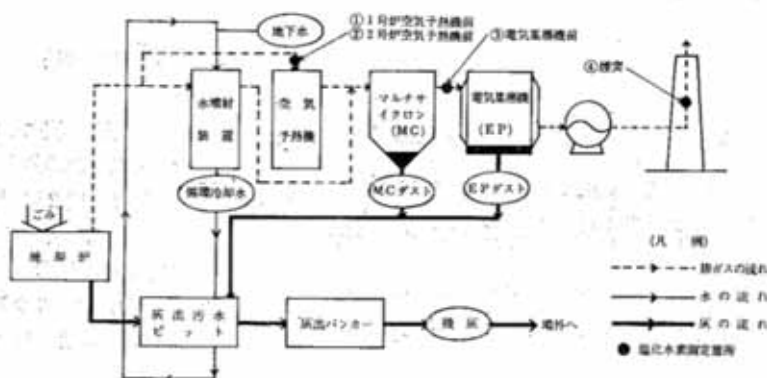 ①1号炉空気予熱機前
②2号炉空気予熱機前
③電気集塵機前
地下水
④煙突
水噴射
装置
空気
予熱機
マルチサ
イクロン
(MC)
電気集塵機
(EP)
循環冷却水
MCダスト
EPダスト
ごみ
焼却炉
灰出汚水
ピット
灰出バンカー
機灰
場外へ
(凡 例)
排ガスの流れ
水の流れ
灰の流れ
塩化水素測定箇所